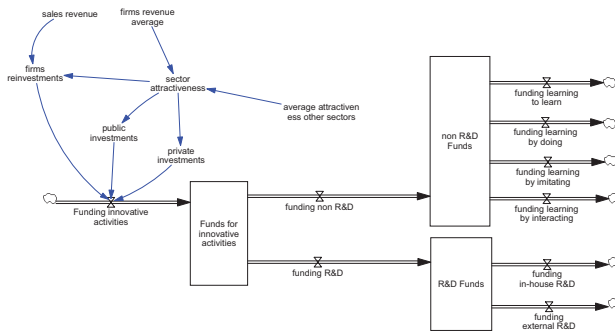 sales revenue
firms revenue
average
firms
reinvestments
sector
attractiveness
average attractiven
ess other sectors
public
investments
private
investments
Funding innovative
activities
Funds for
innovative
activities
funding non R&D
funding R&D
non R&D
Funds
funding learning
to learn
funding learning
by doing
funding learning
by imitating
funding learning
by interacting
R&D Funds
funding
in-house R&D
funding
external R&D